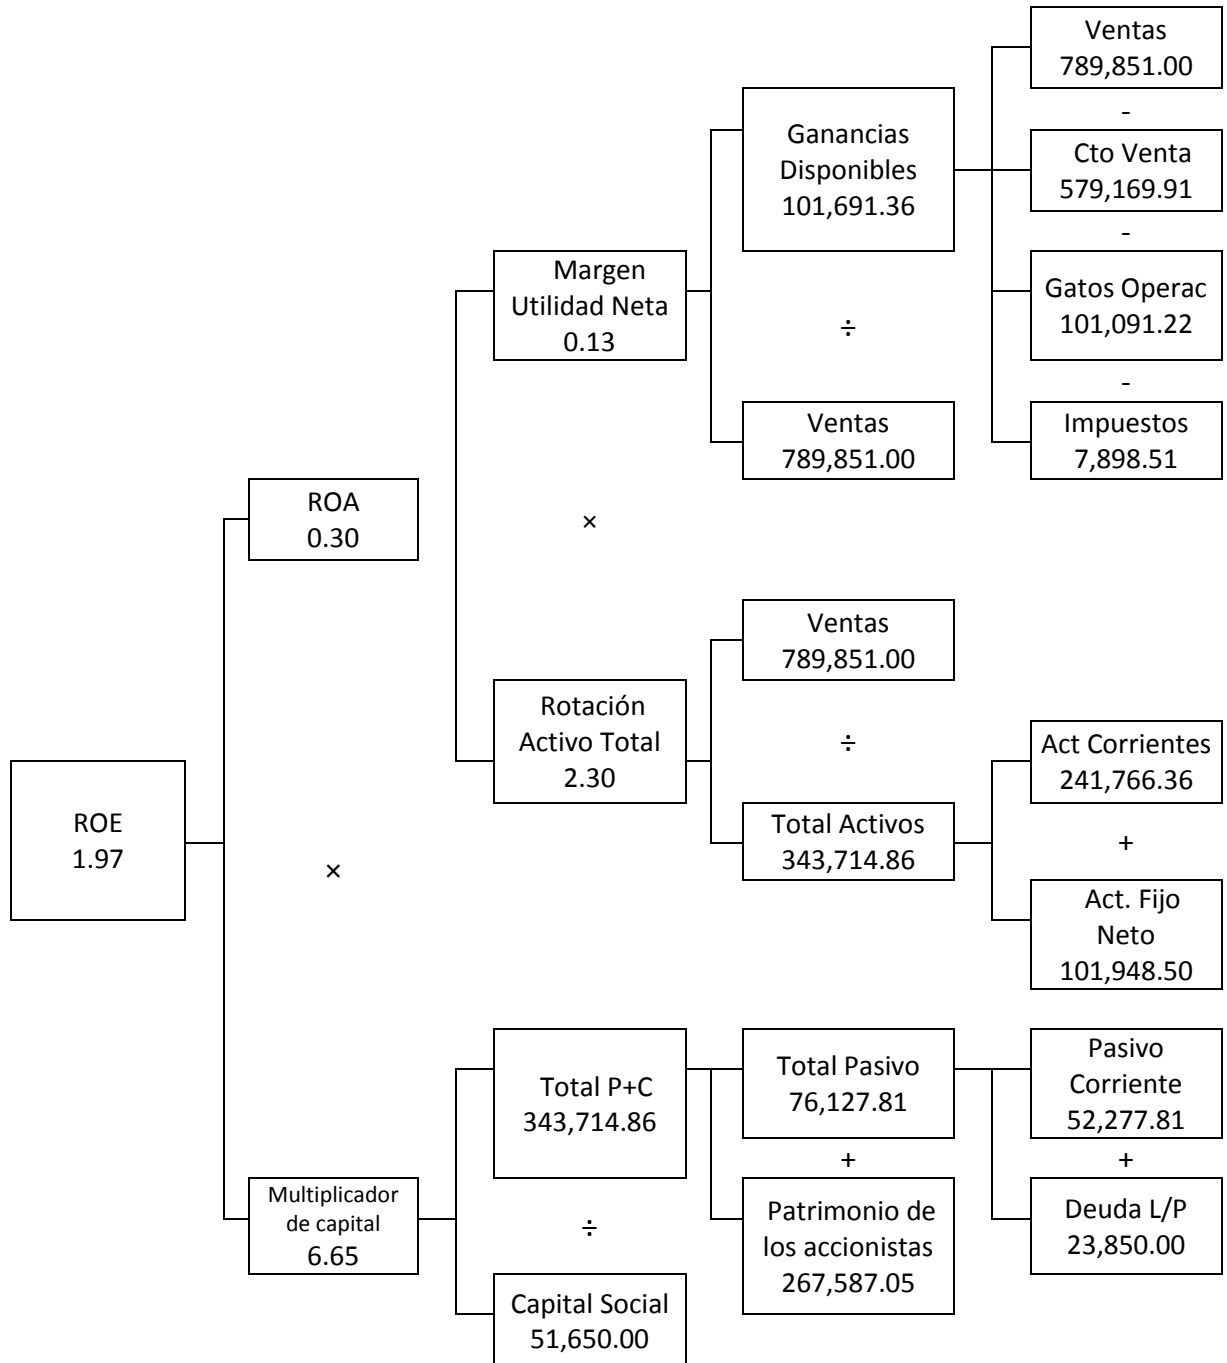 Ventas
789,851.00
-
Cto Venta
579,169.91
-
Gatos Operac
101,091.22
-
Impuestos
7,898.51
Ganancias
Disponibles
101,691.36
÷
Ventas
789,851.00
Margen
Utilidad Neta
0.13
×
ROA
0.30
Ventas
789,851.00
÷
Total Activos
343,714.86
Rotación
Activo Total
2.30
Act Corrientes
241,766.36
+
Act. Fijo
Neto
101,948.50
ROE
1.97
×
Total P+C
343,714.86
÷
Capital Social
51,650.00
Multiplicador
de capital
6.65
Total Pasivo
76,127.81
+
Patrimonio de
los accionistas
267,587.05
Pasivo
Corriente
52,277.81
+
Deuda L/P
23,850.00